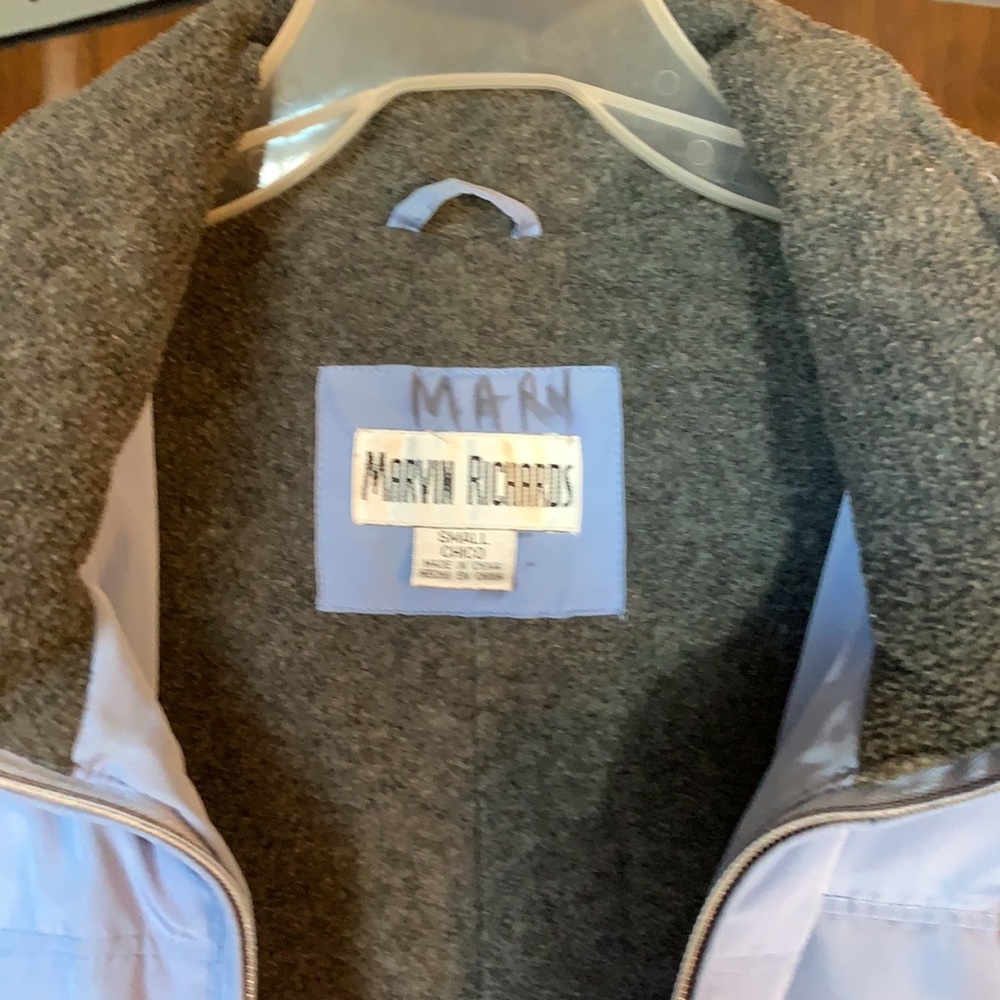 MARY
MARVIN RICHARDS
SMALL
CHICO
MADE IN CHINA
HECHO EN CHINA